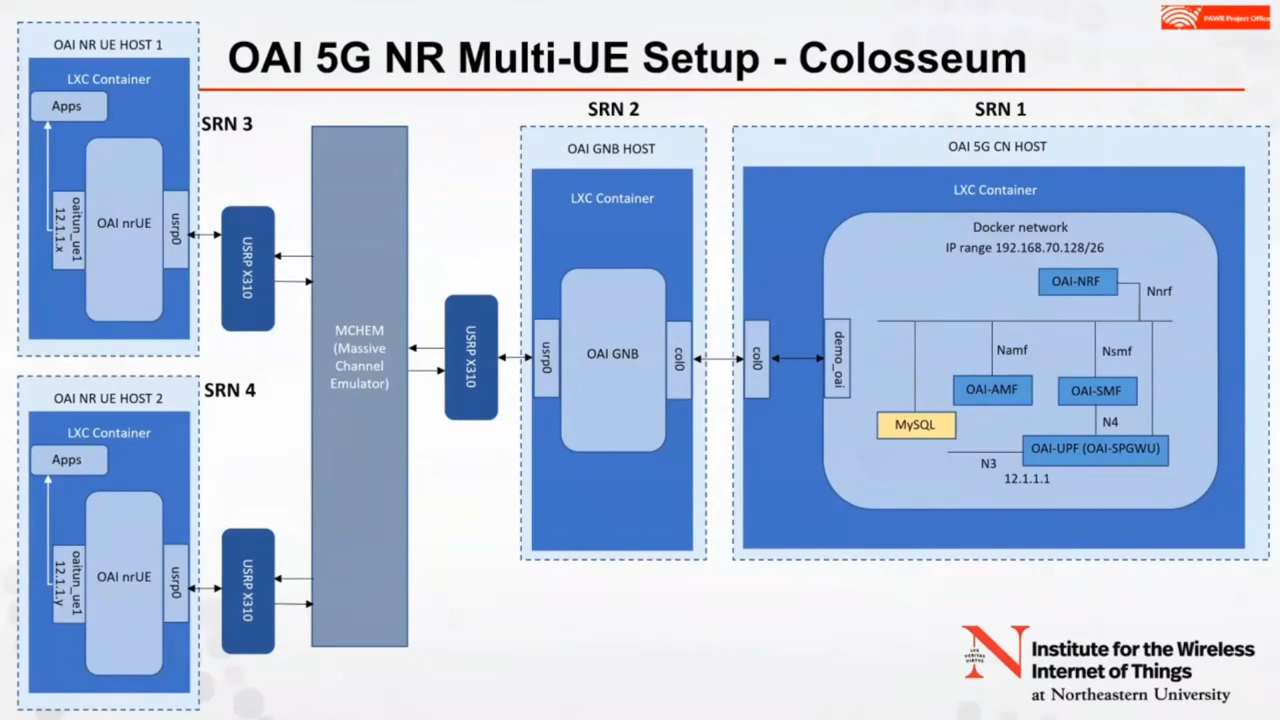 PAWR Project Office
OAI 5G NR Multi-UE Setup - Colosseum
OAI NR UE HOST 1
LXC Container
Apps
oaitun_ue1
12.1.1.x
OAI nrUE
usrp0
SRN 3
USRP X310
OAI NR UE HOST 2
LXC Container
Apps
oaitun_ue1
12.1.1.y
OAI nrUE
usrp0
SRN 4
USRP X310
MCHEM
(Massive
Channel
Emulator)
USRP X310
SRN 2
OAI GNB HOST
LXC Container
usrp0
OAI GNB
col0
SRN 1
OAI 5G CN HOST
LXC Container
col0
demo_oai
Docker network
IP range 192.168.70.128/26
OAI-NRF
Nnrf
Namf
Nsmf
OAI-AMF
OAI-SMF
MySQL
N4
OAI-UPF (OAI-SPGWU)
N3
12.1.1.1
N
LVX
VERITAS
VIRTVS
Institute for the Wireless
Internet of Things
at Northeastern University